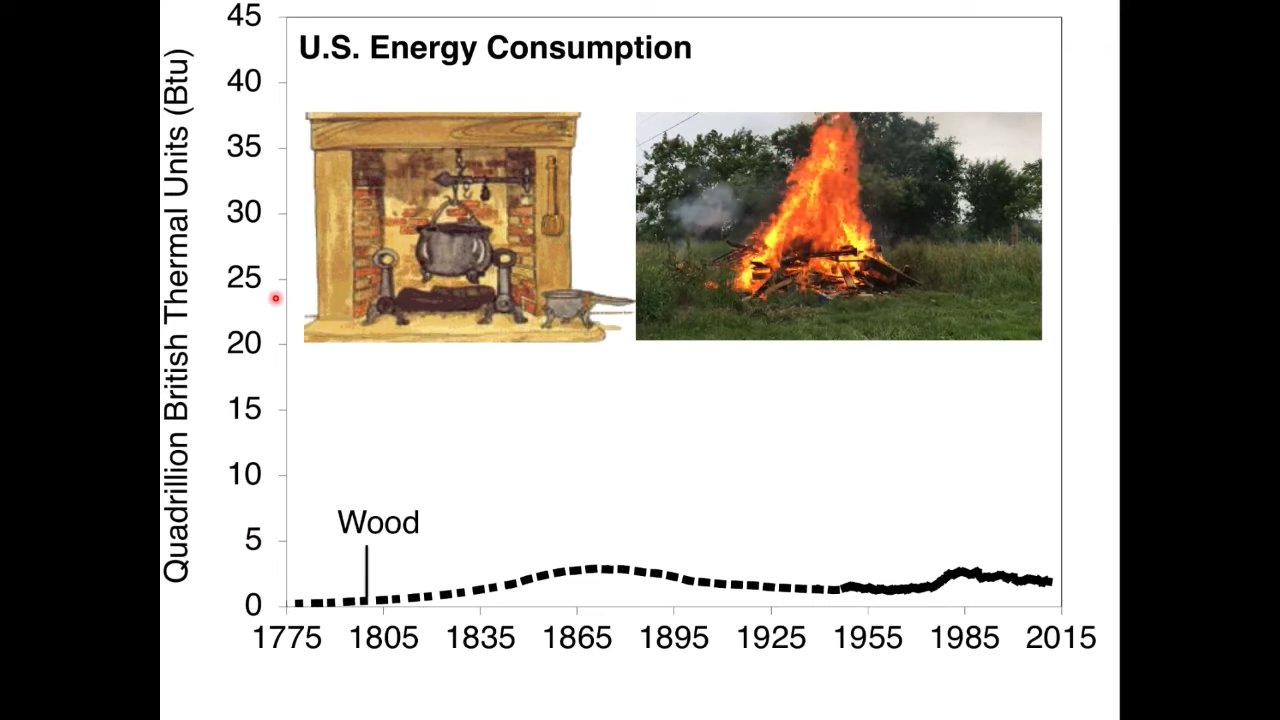 U.S. Energy Consumption
Quadrillion British Thermal Units (Btu)
45
40
35
30
25
20
15
10
5
0
Wood
1775 1805 1835 1865 1895 1925 1955 1985 2015